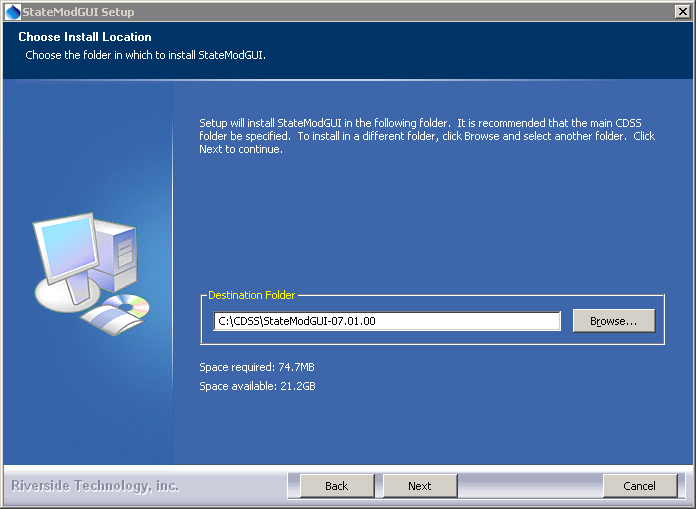 StateModGUI Setup
Choose Install Location
Choose the folder in which to install StateModGUI.
Setup will install StateModGUI in the following folder.  It is recommended that the main CDSS
folder be specified.  To install in a different folder, click Browse and select another folder.  Click
Next to continue.
Destination Folder
C:\CDSS\StateModGUI-07.01.00
Browse...
Space required: 74.7MB
Space available: 21.2GB
Riverside Technology, inc.
Back
Next
Cancel